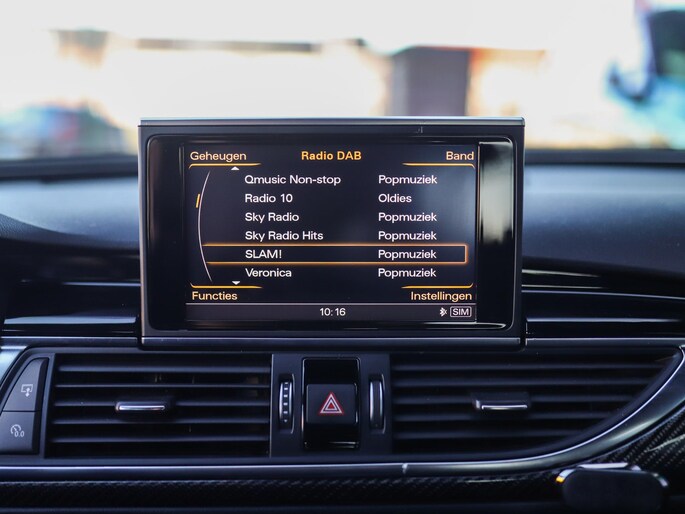 Geheugen Radio DAB Band
Qmusic Non-stop Popmuziek
Radio 10 Oldies
Sky Radio Popmuziek
Sky Radio Hits Popmuziek
SLAM! Popmuziek
Veronica Popmuziek
Functies Instellingen
10:16 SIM